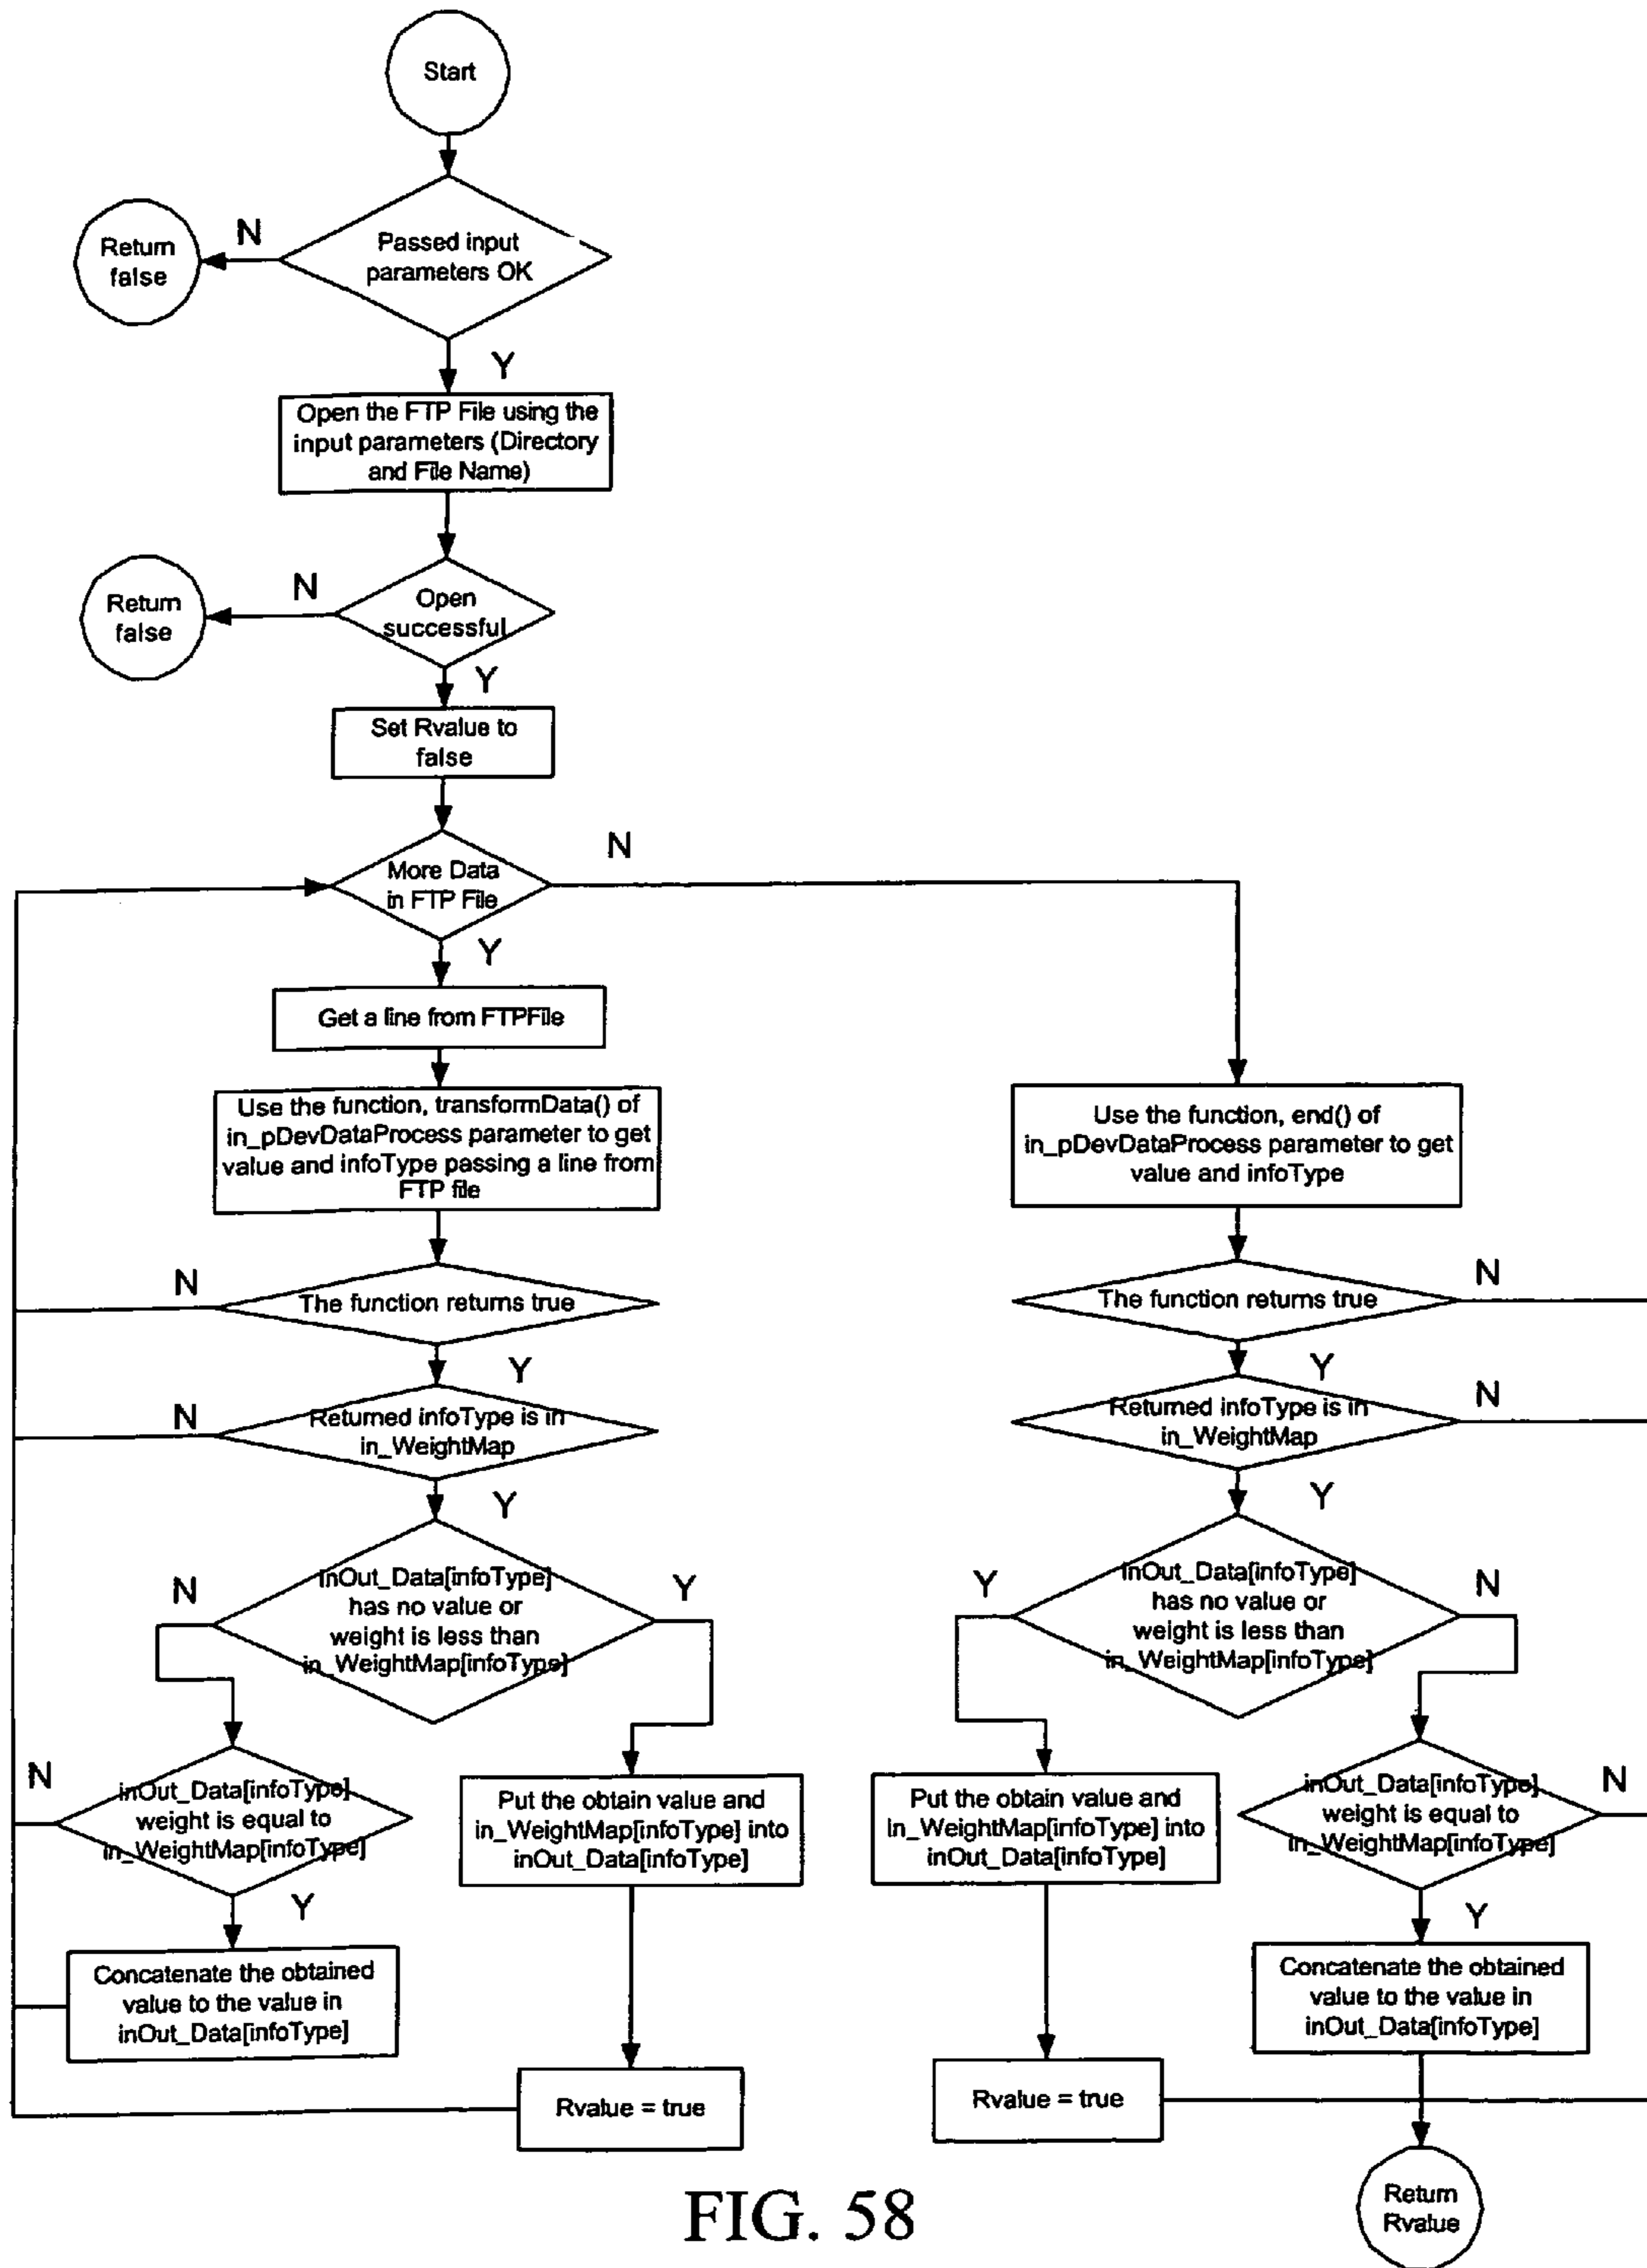 Start
Passed input
parameters OK
N
Return
false
Y
Open the FTP File using the
input parameters (Directory
and File Name)
Open
successful
N
Return
false
Y
Set Rvalue to
false
More Data
in FTP File
N
Y
Get a line from FTPFile
Use the function, transformData() of
in_pDevDataProcess parameter to get
value and infoType passing a line from
FTP file
The function returns true
N
Y
Returned infoType is in
in_WeightMap
N
Y
inOut_Data[infoType]
has no value or
weight is less than
in_WeightMap[infoType]
N
Y
inOut_Data[infoType]
weight is equal to
in_WeightMap[infoType]
N
Y
Concatenate the obtained
value to the value in
inOut_Data[infoType]
Put the obtain value and
in_WeightMap[infoType] into
inOut_Data[infoType]
Rvalue = true
Use the function, end() of
in_pDevDataProcess parameter to get
value and infoType
The function returns true
N
Y
Returned infoType is in
in_WeightMap
N
Y
inOut_Data[infoType]
has no value or
weight is less than
in_WeightMap[infoType]
Y
N
Put the obtain value and
in_WeightMap[infoType] into
inOut_Data[infoType]
Rvalue = true
inOut_Data[infoType]
weight is equal to
in_WeightMap[infoType]
N
Y
Concatenate the obtained
value to the value in
inOut_Data[infoType]
Return
Rvalue
FIG. 58